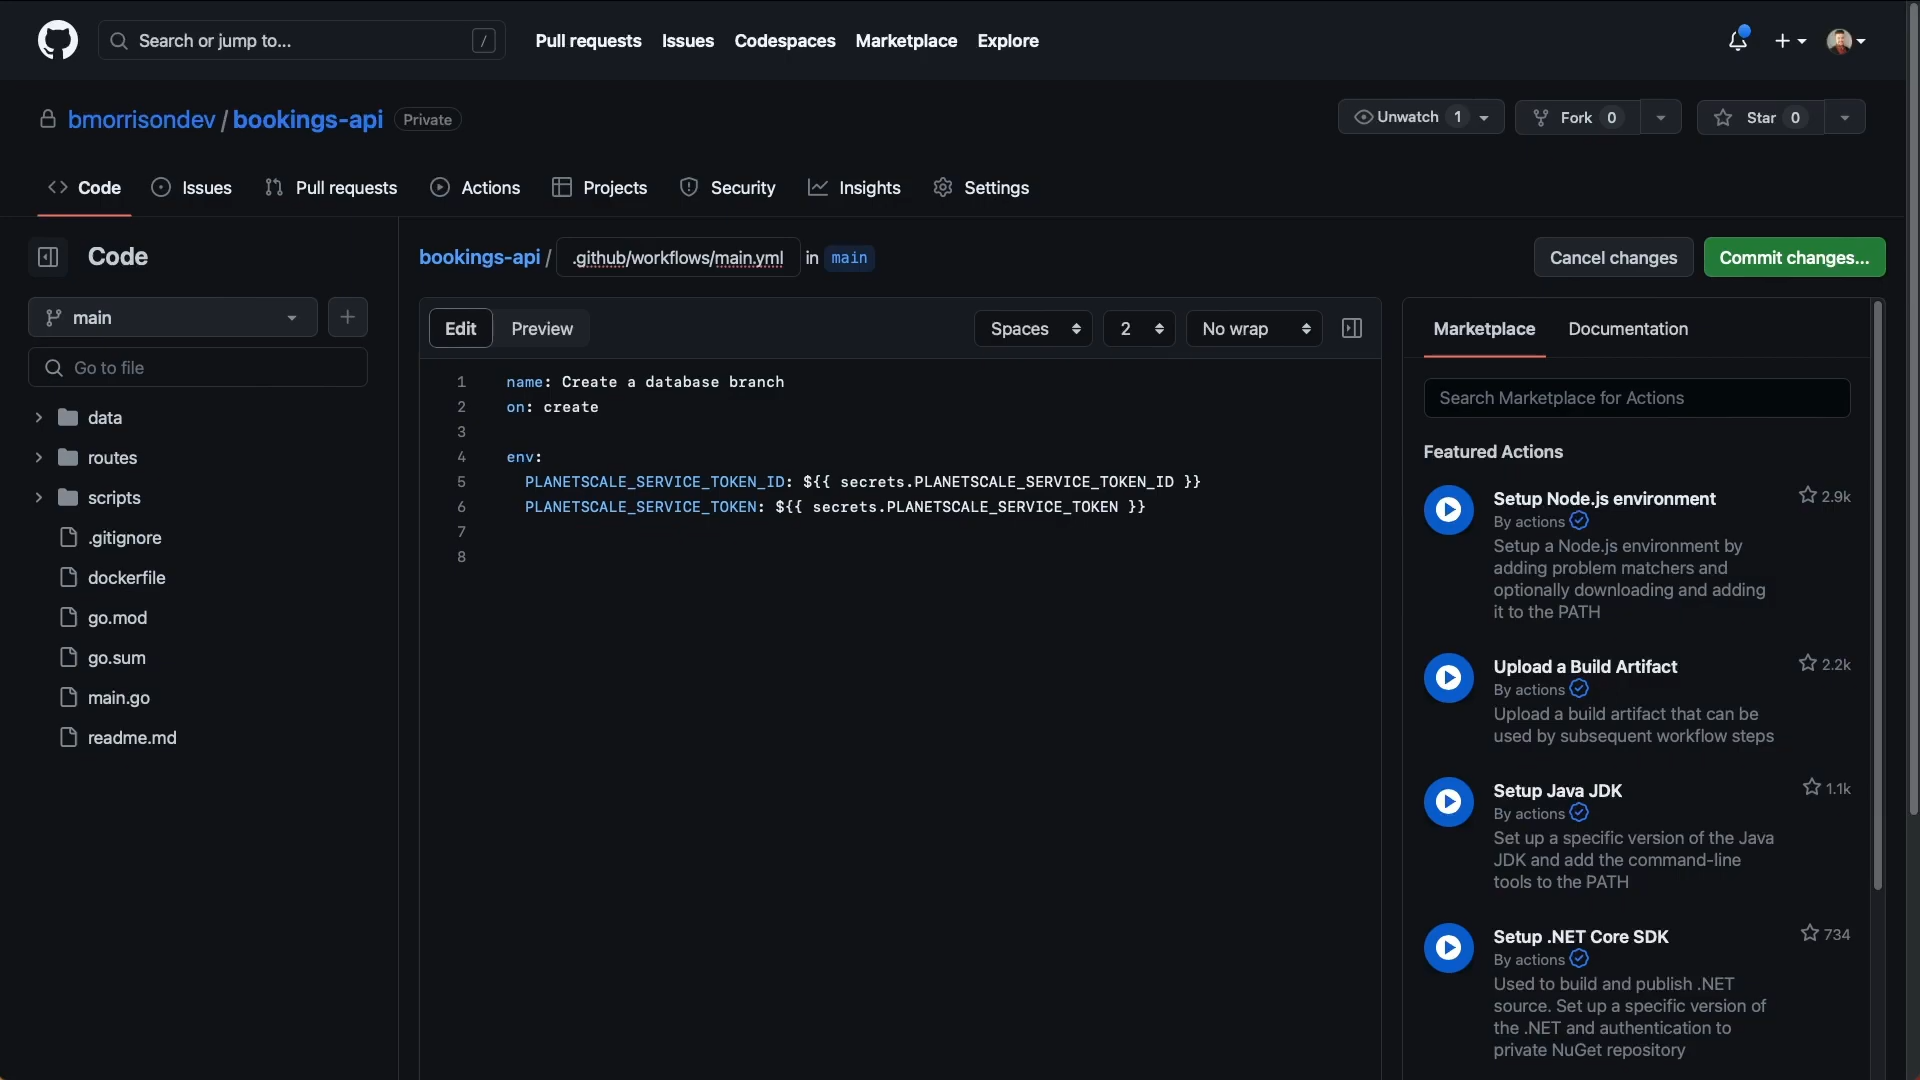 Search or jump to... /
Pull requests Issues Codespaces Marketplace Explore
bmorrisondev / bookings-api Private
Unwatch 1 Fork 0 Star 0
Code Issues Pull requests Actions Projects Security Insights Settings
Code
main
Go to file
data
routes
scripts
.gitignore
dockerfile
go.mod
go.sum
main.go
readme.md
bookings-api / .github/workflows/main.yml in main
Cancel changes Commit changes...
Edit Preview
Spaces 2 No wrap
1 name: Create a database branch
2 on: create
3
4 env:
5 PLANETSCALE_SERVICE_TOKEN_ID: ${{ secrets.PLANETSCALE_SERVICE_TOKEN_ID }}
6 PLANETSCALE_SERVICE_TOKEN: ${{ secrets.PLANETSCALE_SERVICE_TOKEN }}
7
8
Marketplace Documentation
Search Marketplace for Actions
Featured Actions
Setup Node.js environment 2.9k
By actions
Setup a Node.js environment by
adding problem matchers and
optionally downloading and adding
it to the PATH
Upload a Build Artifact 2.2k
By actions
Upload a build artifact that can be
used by subsequent workflow steps
Setup Java JDK 1.1k
By actions
Set up a specific version of the Java
JDK and add the command-line
tools to the PATH
Setup .NET Core SDK 734
By actions
Used to build and publish .NET
source. Set up a specific version of
the .NET and authentication to
private NuGet repository